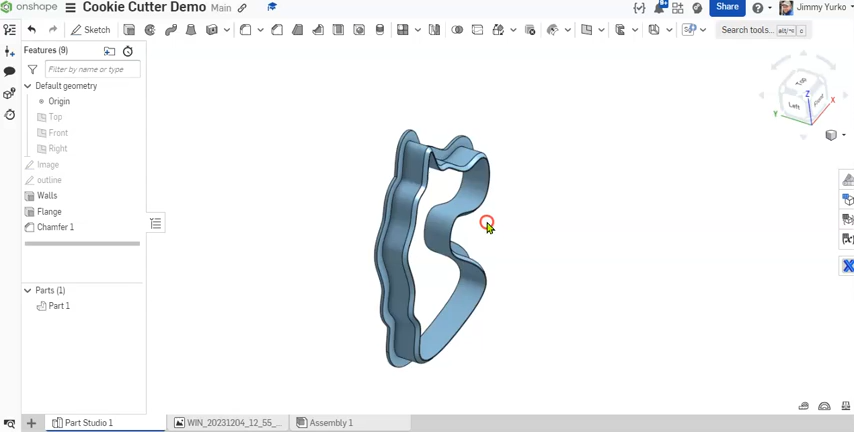 onshape Cookie Cutter Demo Main Share Jimmy Yurko
Sketch Search tools... alt/⌥ c
Features (9)
Filter by name or type
Default geometry
Origin
Top
Front
Right
Image
outline
Walls
Flange
Chamfer 1
Parts (1)
Part 1
Top
Left
Front
Z
X
Y
Part Studio 1 WIN_20231204_12_55_... Assembly 1